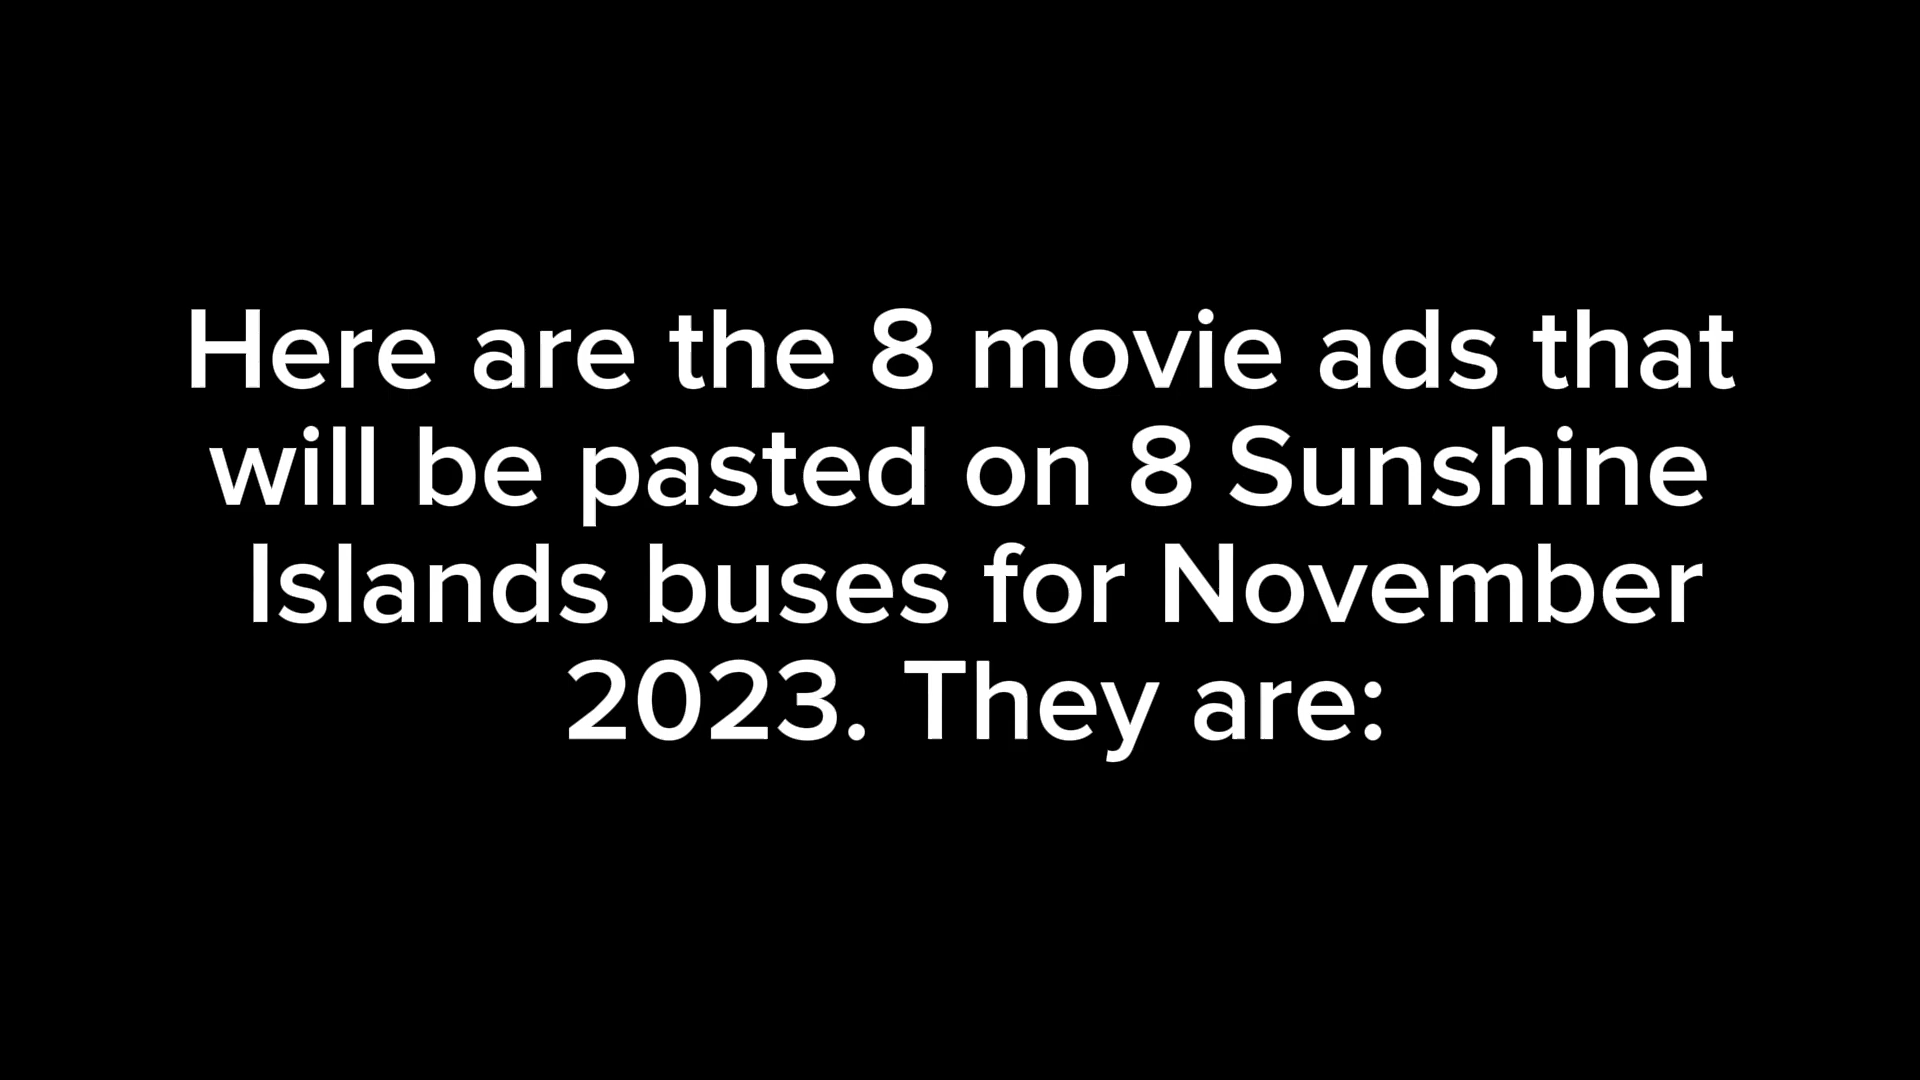 Here are the 8 movie ads that
will be pasted on 8 Sunshine
Islands buses for November
2023. They are: